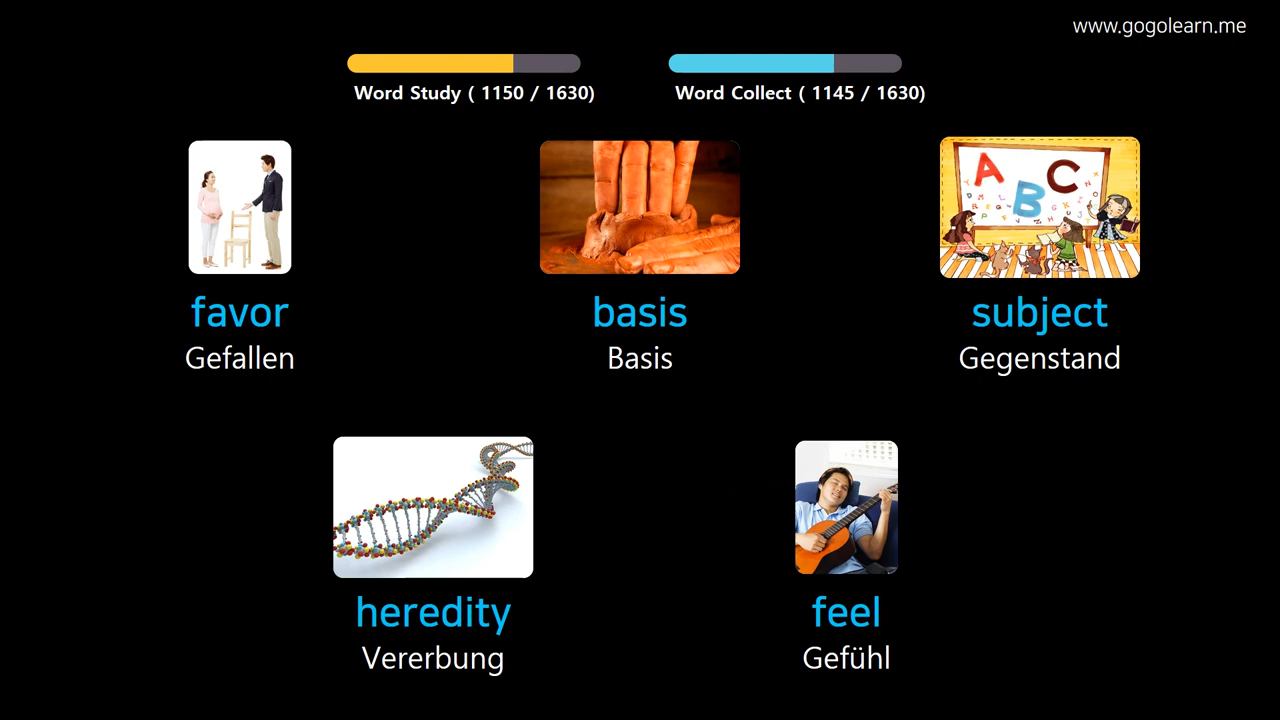 www.gogolearn.me
Word Study ( 1150 / 1630)
Word Collect ( 1145 / 1630)
A B C
favor
Gefallen
basis
Basis
subject
Gegenstand
heredity
Vererbung
feel
Gefühl